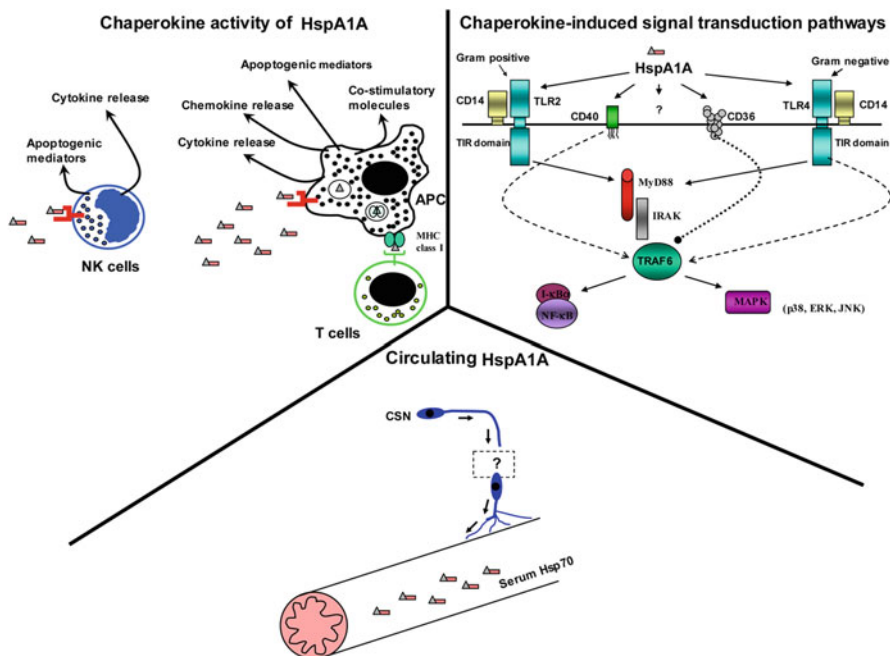 Chaperokine activity of HspA1A
Apoptogenic mediators
Cytokine release
Chemokine release
Co-stimulatory
molecules
Apoptogenic
mediators
Cytokine release
APC
MHC
class I
NK cells
T cells
Chaperokine-induced signal transduction pathways
Gram positive
HspA1A
Gram negative
CD14
TLR2
CD40
?
CD36
TLR4
CD14
TIR domain
TIR domain
MyD88
IRAK
TRAF6
I-κBα
NF-κB
MAPK
(p38, ERK, JNK)
Circulating HspA1A
CSN
?
Serum Hsp70